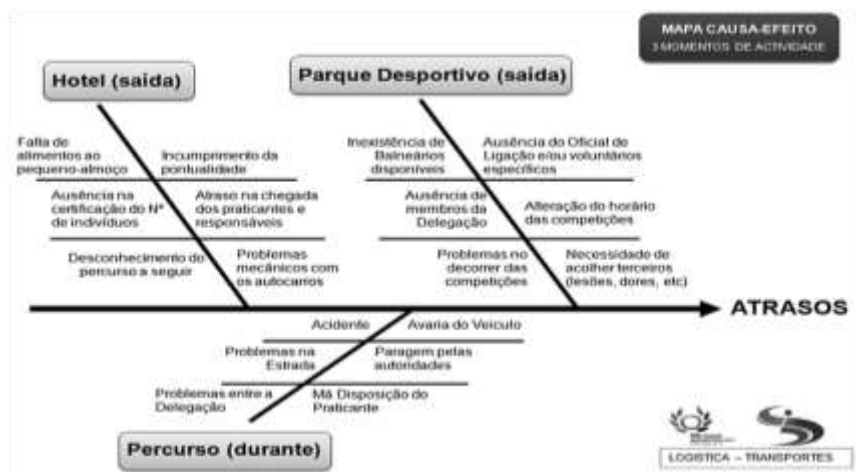 MAPA CAUSA-EFEITO
3 MOMENTOS DE ACTIVIDADE
Hotel (saída)
Parque Desportivo (saída)
Falta de
alimentos ao
pequeno-almoço
Incumprimento da
pontualidade
Ausência na
certificação do Nº
de indivíduos
Atraso na chegada
dos praticantes e
responsáveis
Desconhecimento do
percurso a seguir
Problemas
mecânicos com
os autocarros
Inexistência de
Balneários
disponíveis
Ausência do Oficial de
Ligação e/ou voluntários
específicos
Ausência de
membros da
Delegação
Alteração do horário
das competições
Problemas no
decorrer das
competições
Necessidade de
acolher terceiros
(lesões, dores, etc)
ATRASOS
Acidente
Avaria do Veículo
Problemas na
Estrada
Paragem pelas
autoridades
Problemas entre a
Delegação
Má Disposição do
Praticante
Percurso (durante)
LOGISTICA – TRANSPORTES